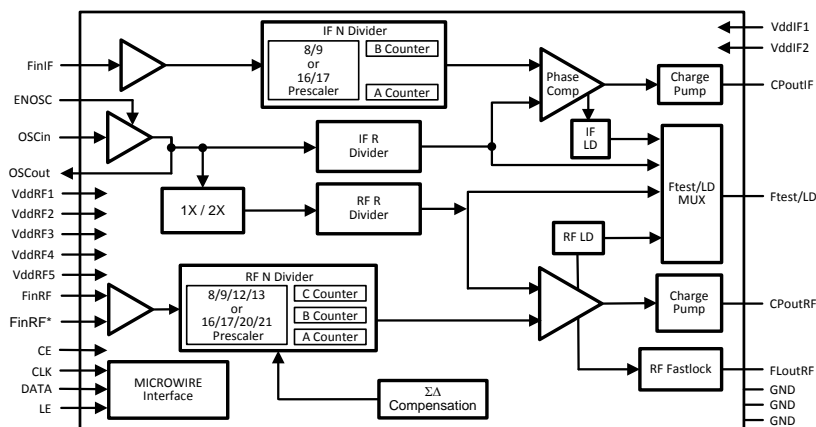 IF N Divider
8/9
or
16/17
Prescaler
B Counter
A Counter
Phase
Comp
Charge
Pump
IF
LD
VddIF1
VddIF2
CPoutIF
FinIF
ENOSC
OSCin
OSCout
IF R
Divider
1X / 2X
RF R
Divider
Ftest/LD
MUX
Ftest/LD
VddRF1
VddRF2
VddRF3
VddRF4
VddRF5
FinRF
FinRF*
RF N Divider
8/9/12/13
or
16/17/20/21
Prescaler
C Counter
B Counter
A Counter
RF LD
Charge
Pump
CPoutRF
RF Fastlock
FLoutRF
CE
CLK
DATA
LE
MICROWIRE
Interface
ΣΔ
Compensation
GND
GND
GND